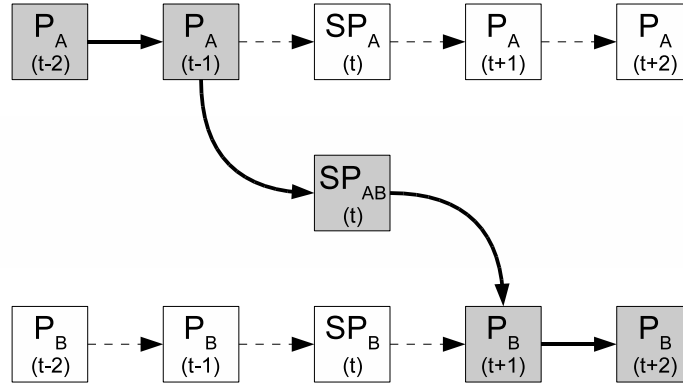 P_A P_A SP_A P_A P_A
(t-2) (t-1) (t) (t+1) (t+2)
SP_AB
(t)
P_B P_B SP_B P_B P_B
(t-2) (t-1) (t) (t+1) (t+2)